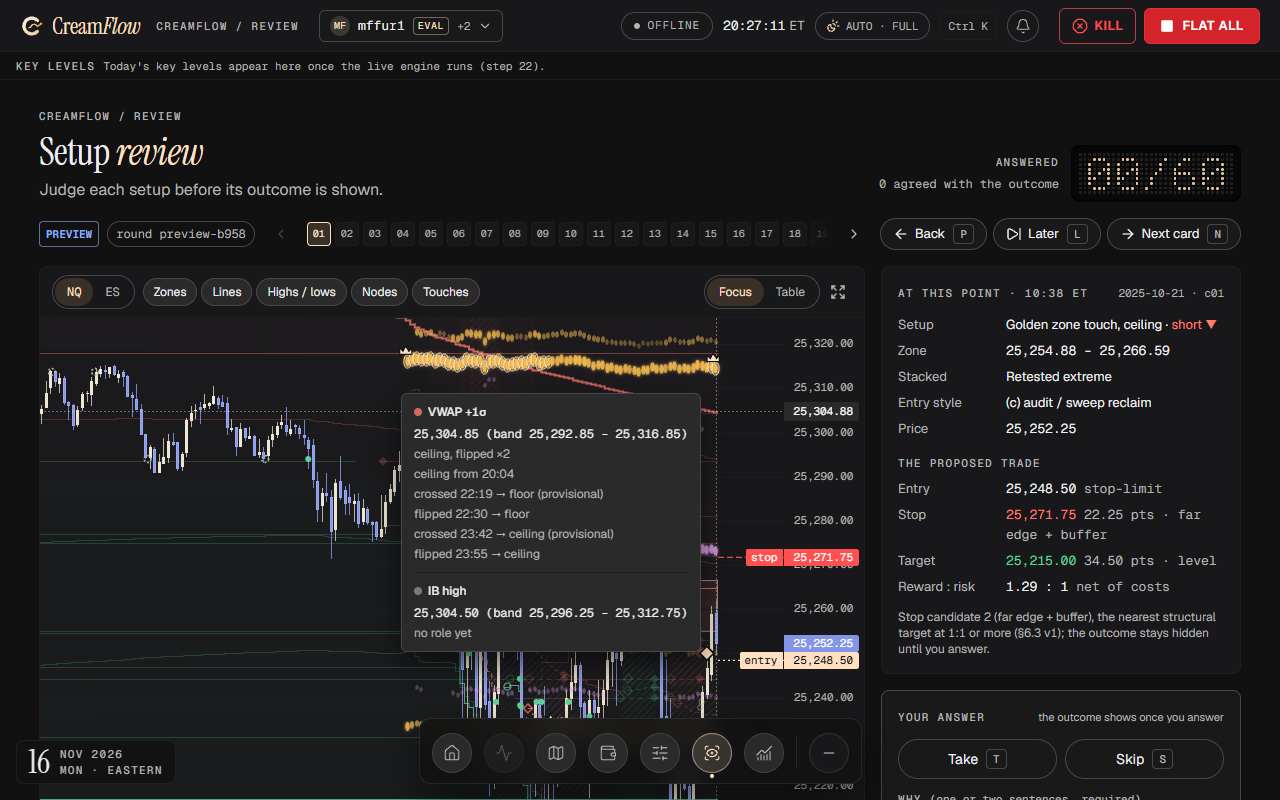 CreamFlow
CREAMFLOW / REVIEW
MF mffur1 EVAL +2
OFFLINE
20:27:11 ET
AUTO · FULL
Ctrl K
KILL
FLAT ALL
KEY LEVELS Today's key levels appear here once the live engine runs (step 22).
CREAMFLOW / REVIEW
Setup review
Judge each setup before its outcome is shown.
ANSWERED
0 agreed with the outcome
00/60
PREVIEW
round preview-b958
01 02 03 04 05 06 07 08 09 10 11 12 13 14 15 16 17 18
Back P
Later L
Next card N
NQ ES Zones Lines Highs / lows Nodes Touches
Focus Table
25,320.00
25,310.00
25,304.88
25,300.00
25,290.00
25,280.00
stop 25,271.75
25,260.00
25,252.25
entry 25,248.50
25,240.00
25,220.00
VWAP +1σ
25,304.85 (band 25,292.85 – 25,316.85)
ceiling, flipped ×2
ceiling from 20:04
crossed 22:19 → floor (provisional)
flipped 22:30 → floor
crossed 23:42 → ceiling (provisional)
flipped 23:55 → ceiling
IB high
25,304.50 (band 25,296.25 – 25,312.75)
no role yet
AT THIS POINT · 10:38 ET
2025-10-21 · c01
Setup Golden zone touch, ceiling · short ▼
Zone 25,254.88 – 25,266.59
Stacked Retested extreme
Entry style (c) audit / sweep reclaim
Price 25,252.25
THE PROPOSED TRADE
Entry 25,248.50 stop-limit
Stop 25,271.75 22.25 pts · far
edge + buffer
Target 25,215.00 34.50 pts · level
Reward : risk 1.29 : 1 net of costs
Stop candidate 2 (far edge + buffer), the nearest structural
target at 1:1 or more (§6.3 v1); the outcome stays hidden
until you answer.
YOUR ANSWER
the outcome shows once you answer
Take T
Skip S
WHY (one or two sentences, required)
16 NOV 2026
MON · EASTERN